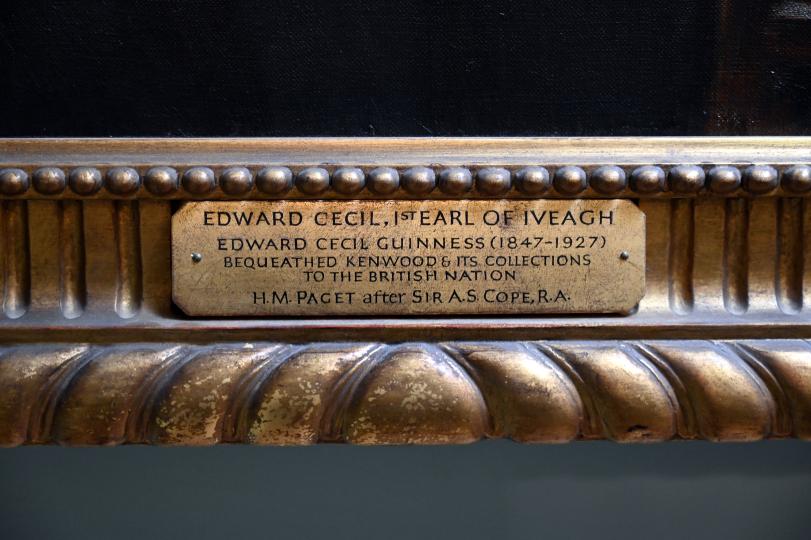 EDWARD CECIL, 1ST EARL OF IVEAGH
EDWARD CECIL GUINNESS (1847-1927)
BEQUEATHED KENWOOD & ITS COLLECTIONS
TO THE BRITISH NATION
H.M. PAGET after SIR A.S. COPE, R.A.